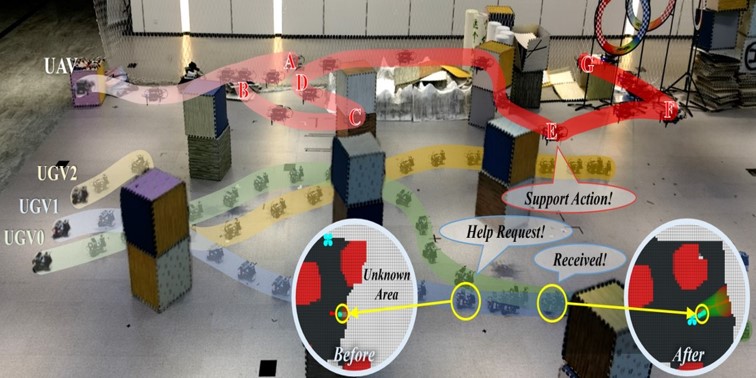 UAV
A
B
D
C
G
F
E
UGV2
UGV1
UGV0
Support Action!
Help Request!
Received!
Unknown
Area
Before
After